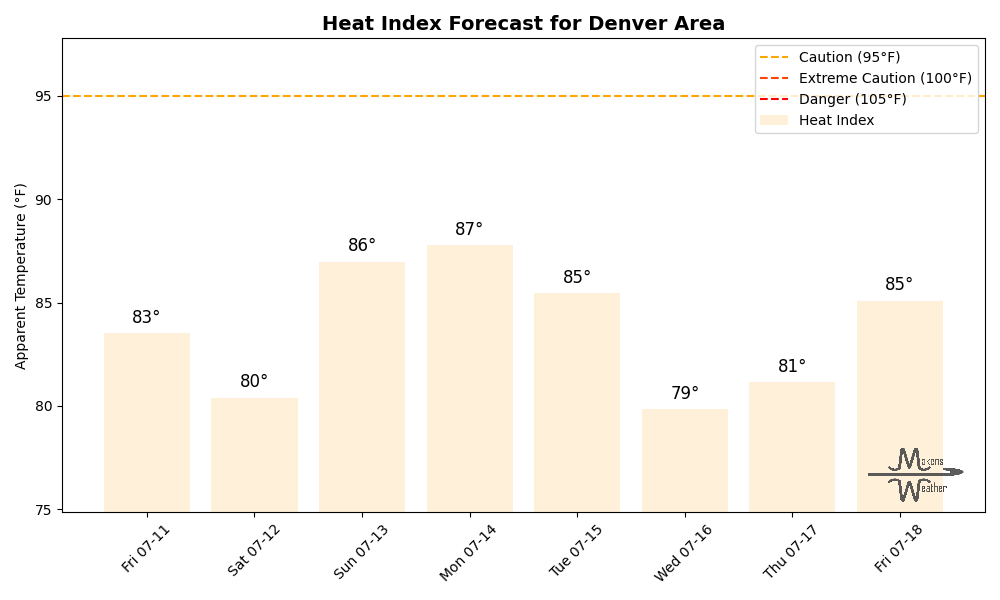 Heat Index Forecast for Denver Area
Caution (95°F)
Extreme Caution (100°F)
Danger (105°F)
Heat Index
Apparent Temperature (°F)
95
90
85
80
75
83°
80°
86°
87°
85°
79°
81°
85°
Fri 07-11
Sat 07-12
Sun 07-13
Mon 07-14
Tue 07-15
Wed 07-16
Thu 07-17
Fri 07-18